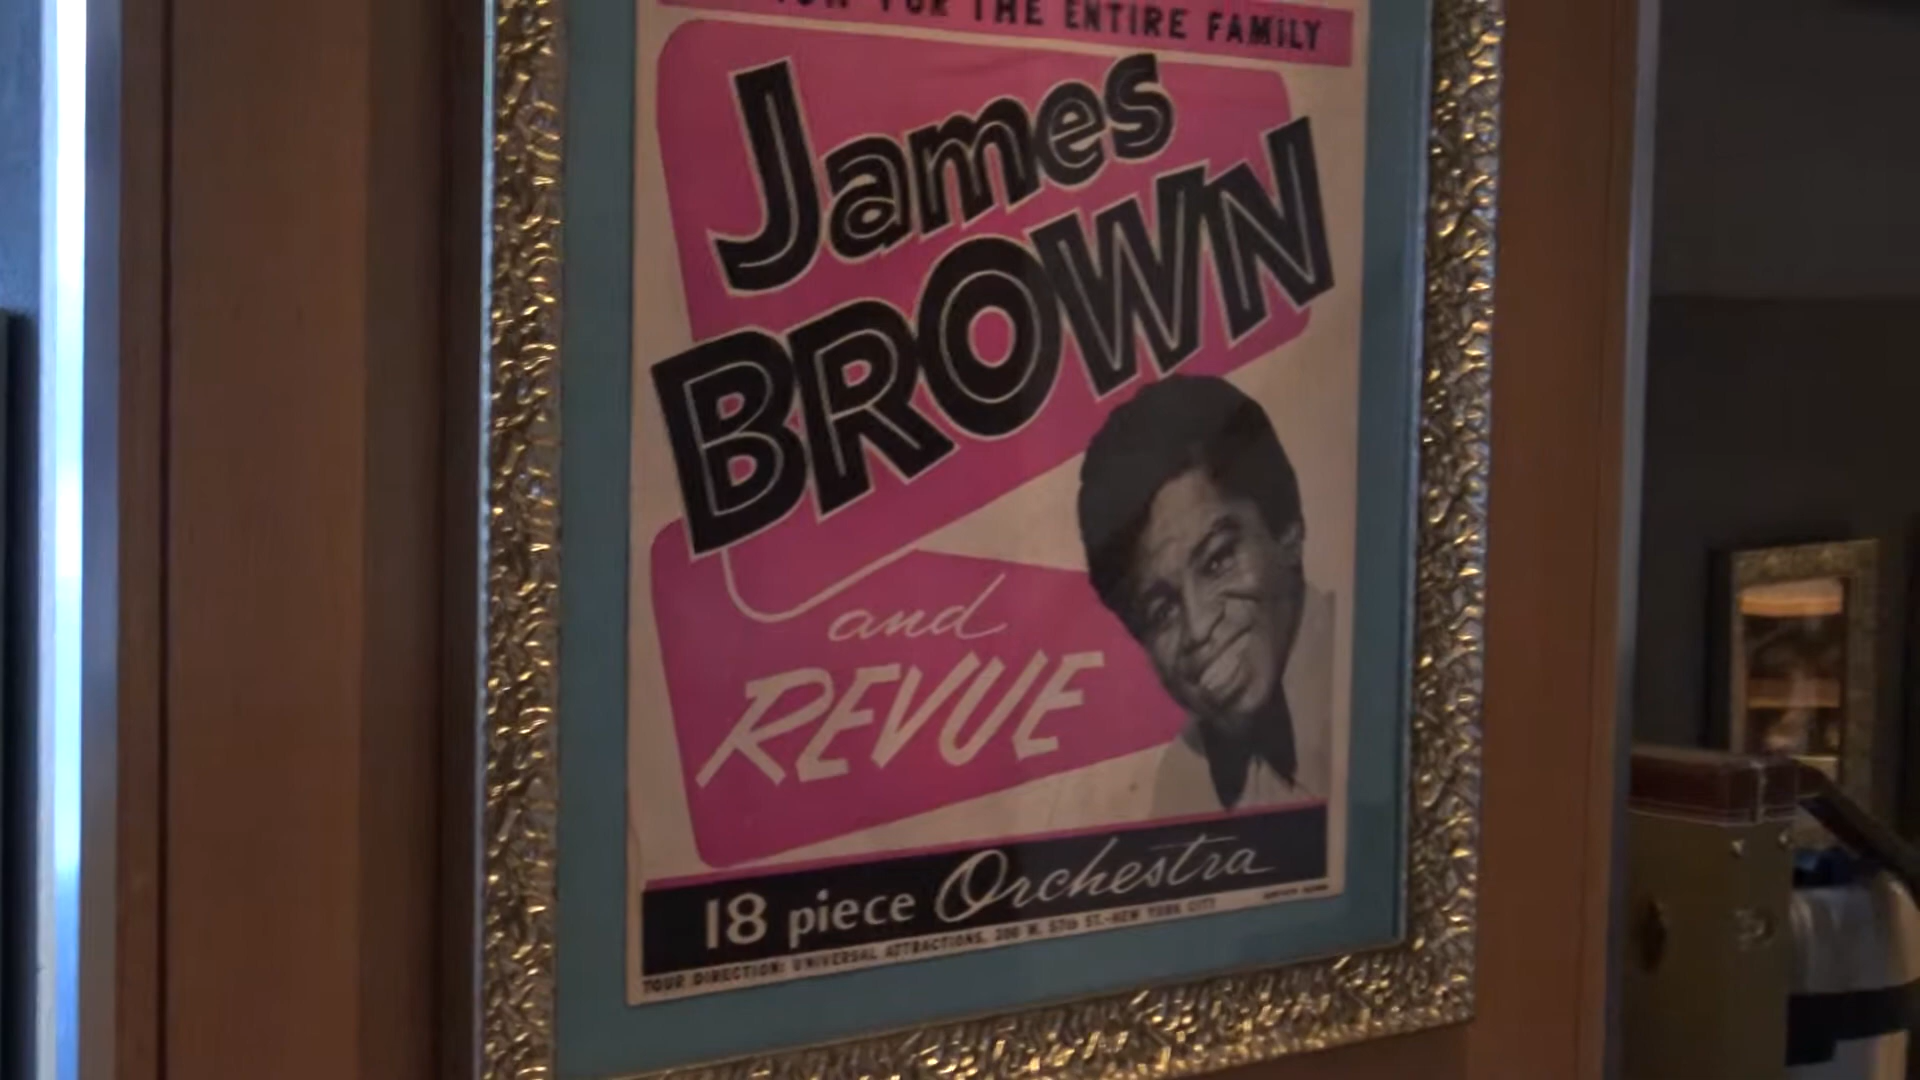 FOR THE ENTIRE FAMILY
James
BROWN
and
REVUE
18 piece Orchestra
TOUR DIRECTION: UNIVERSAL ATTRACTIONS, 200 W. 57th ST.-NEW YORK CITY